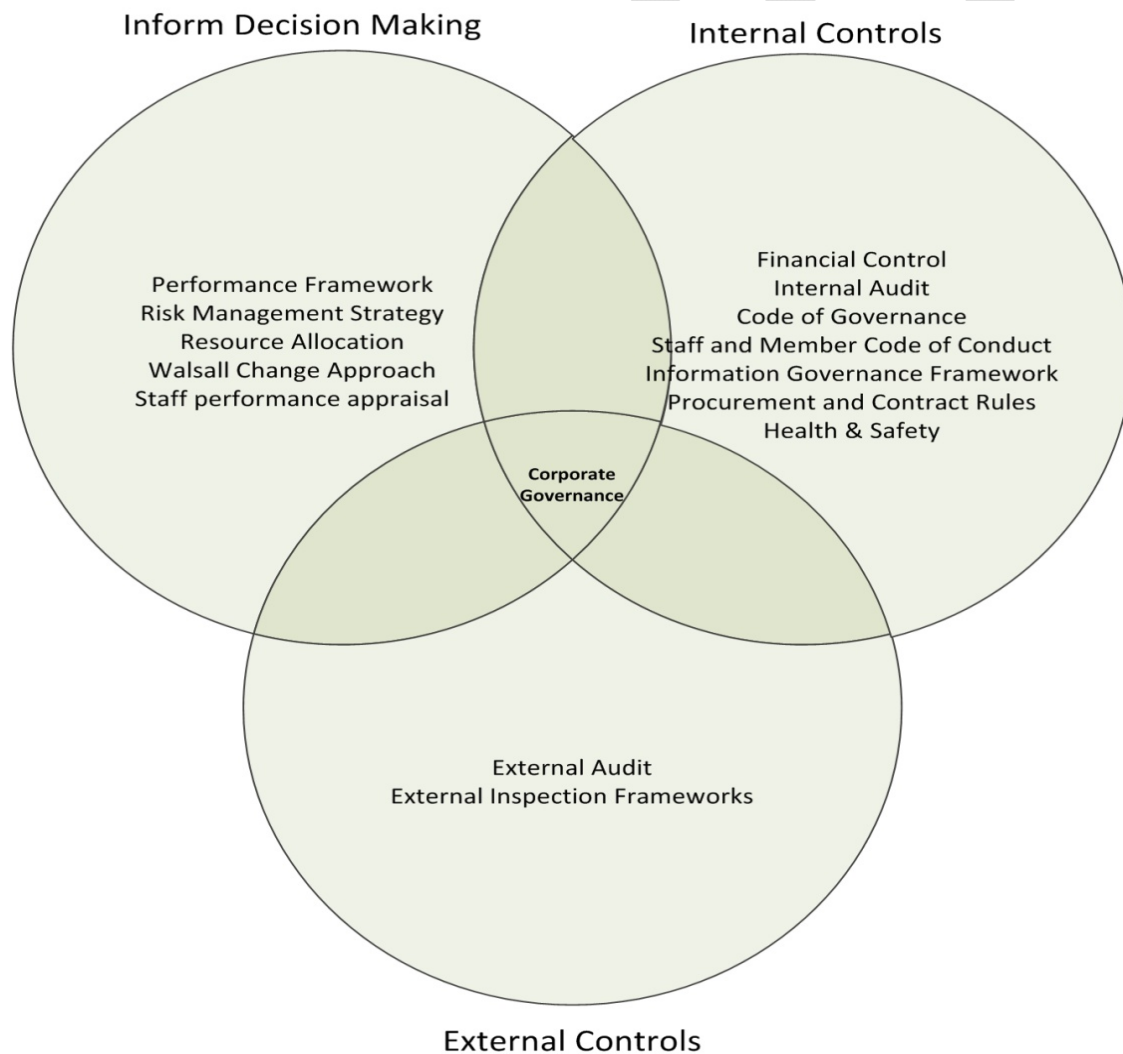 Inform Decision Making
Internal Controls
Performance Framework
Risk Management Strategy
Resource Allocation
Walsall Change Approach
Staff performance appraisal
Financial Control
Internal Audit
Code of Governance
Staff and Member Code of Conduct
Information Governance Framework
Procurement and Contract Rules
Health & Safety
Corporate
Governance
External Audit
External Inspection Frameworks
External Controls